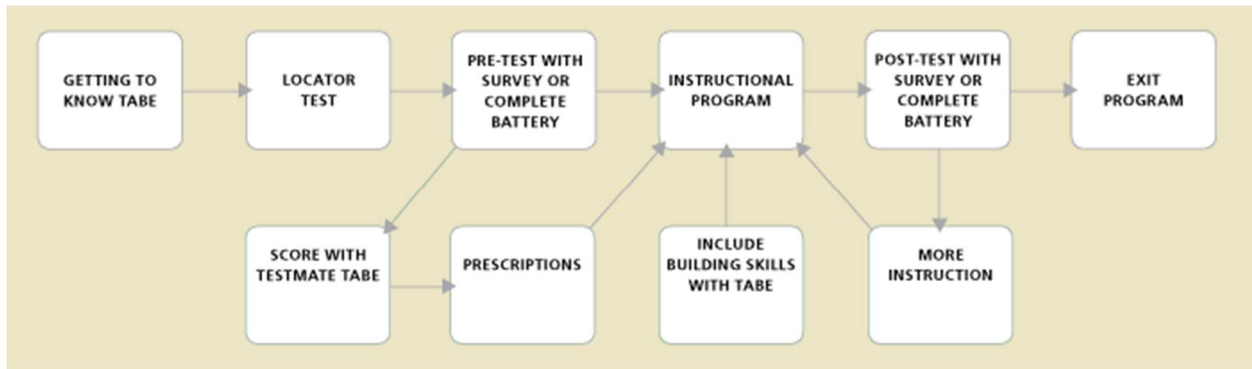 GETTING TO
KNOW TABE
LOCATOR
TEST
PRE-TEST WITH
SURVEY OR
COMPLETE
BATTERY
INSTRUCTIONAL
PROGRAM
POST-TEST WITH
SURVEY OR
COMPLETE
BATTERY
EXIT
PROGRAM
SCORE WITH
TESTMATE TABE
PRESCRIPTIONS
INCLUDE
BUILDING SKILLS
WITH TABE
MORE
INSTRUCTION